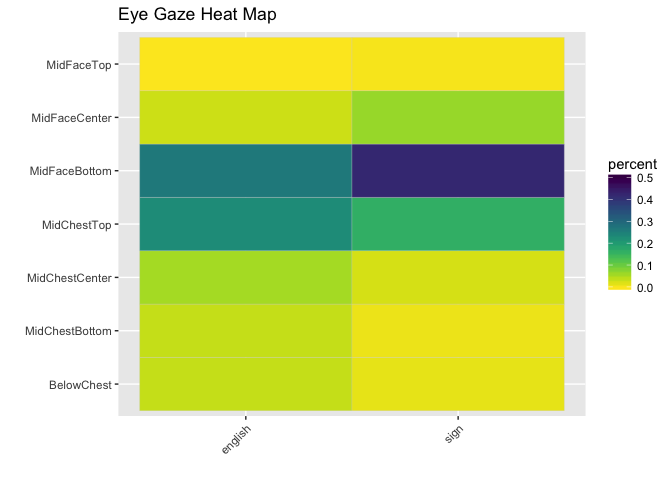 Eye Gaze Heat Map
MidFaceTop
MidFaceCenter
MidFaceBottom
MidChestTop
MidChestCenter
MidChestBottom
BelowChest
english
sign
percent
0.5
0.4
0.3
0.2
0.1
0.0